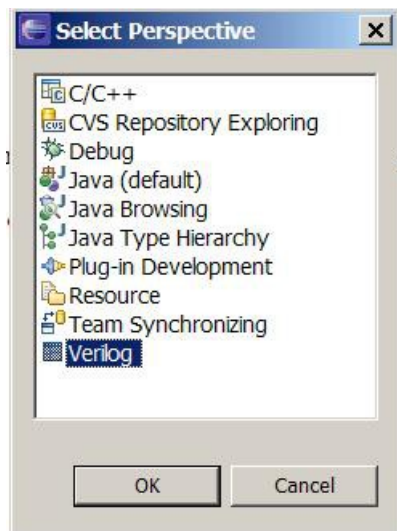 Select Perspective
C/C++
CVS Repository Exploring
Debug
Java (default)
Java Browsing
Java Type Hierarchy
Plug-in Development
Resource
Team Synchronizing
Verilog
OK
Cancel